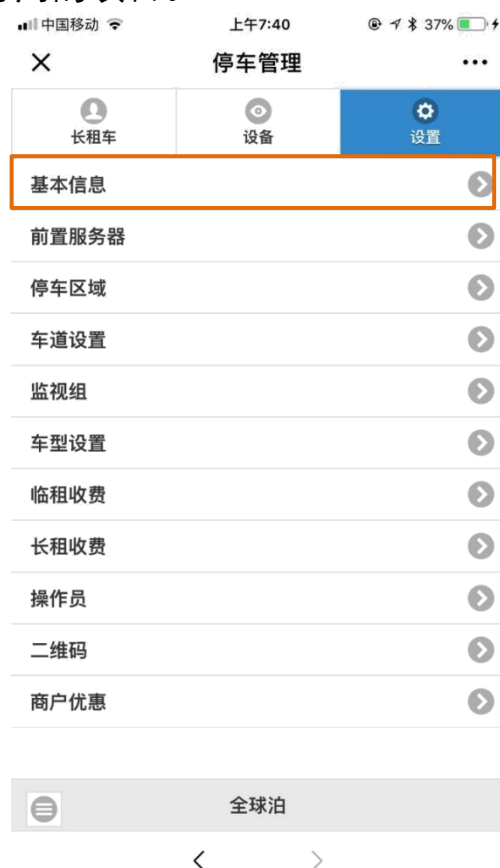 中国移动 上午7:40 37%
停车管理
长租车 设备 设置
基本信息
前置服务器
停车区域
车道设置
监视组
车型设置
临租收费
长租收费
操作员
二维码
商户优惠
全球泊